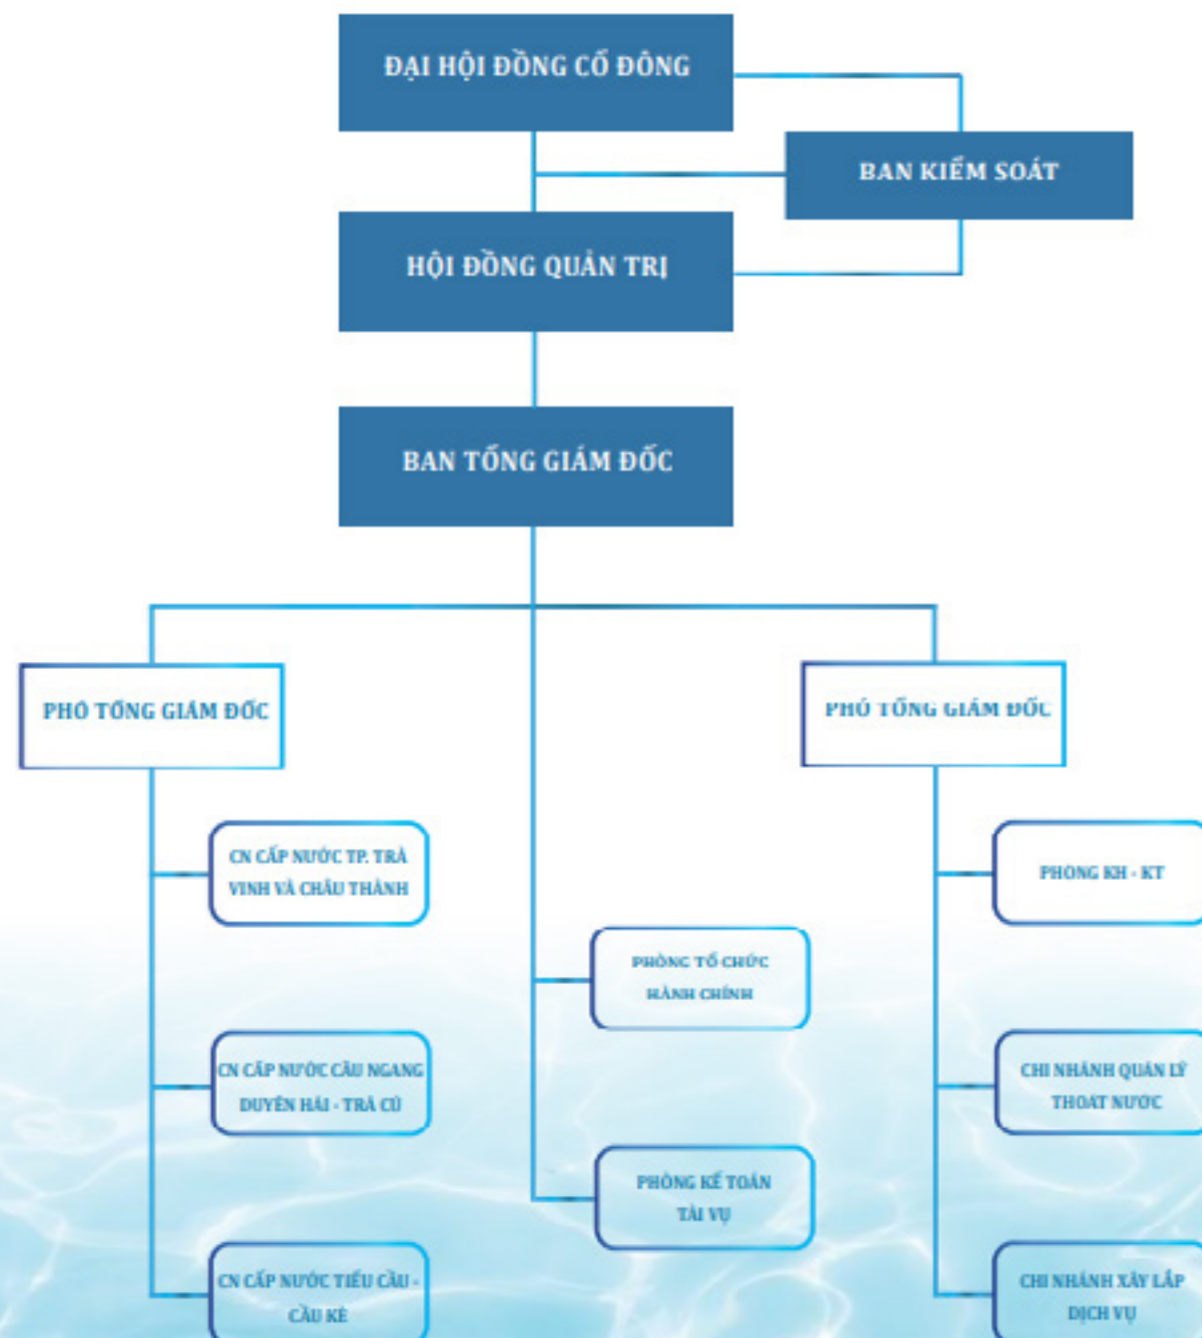 ĐẠI HỘI ĐỒNG CỔ ĐÔNG
BAN KIỂM SOÁT
HỘI ĐỒNG QUẢN TRỊ
BAN TỔNG GIÁM ĐỐC
PHÓ TỔNG GIÁM ĐỐC
PHÓ TỔNG GIÁM ĐỐC
CN CẤP NƯỚC TP. TRÀ
VINH VÀ CHÂU THÀNH
PHÒNG KH - KT
PHÒNG TỔ CHỨC
HÀNH CHÍNH
CN CẤP NƯỚC CẦU NGANG
DUYÊN HẢI - TRÀ CÚ
CHI NHÁNH QUẢN LÝ
THOÁT NƯỚC
PHÒNG KẾ TOÁN
TÀI VỤ
CN CẤP NƯỚC TIỂU CẦN -
CẦU KÈ
CHI NHÁNH XÂY LẮP
DỊCH VỤ